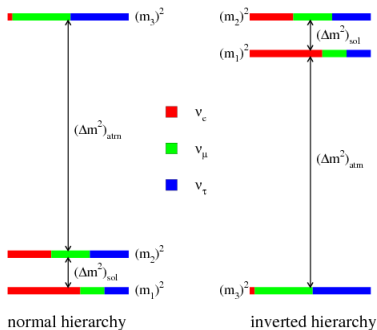 (m₃)²
(Δm²)atm
(m₂)²
(Δm²)sol
(m₁)²
normal hierarchy
νe
νμ
ντ
(m₂)²
(Δm²)sol
(m₁)²
(Δm²)atm
(m₃)²
inverted hierarchy